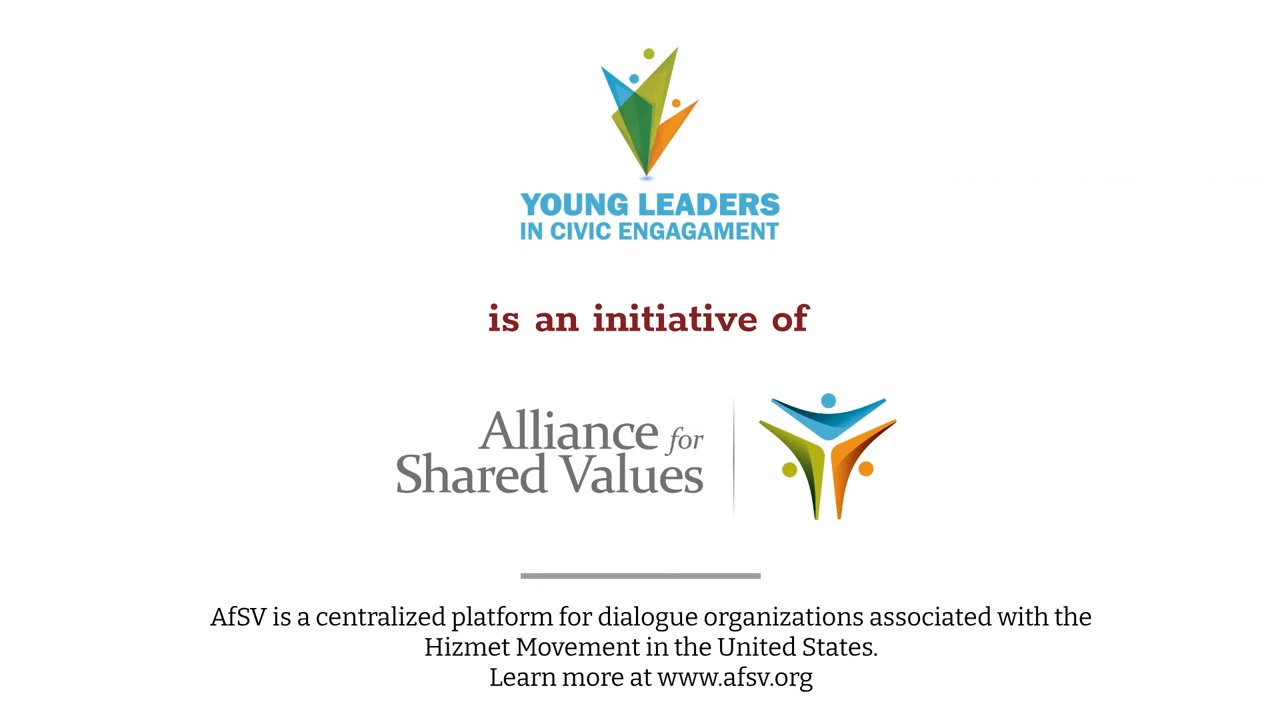 YOUNG LEADERS
IN CIVIC ENGAGAMENT
is an initiative of
Alliance for
Shared Values
AfSV is a centralized platform for dialogue organizations associated with the
Hizmet Movement in the United States.
Learn more at www.afsv.org